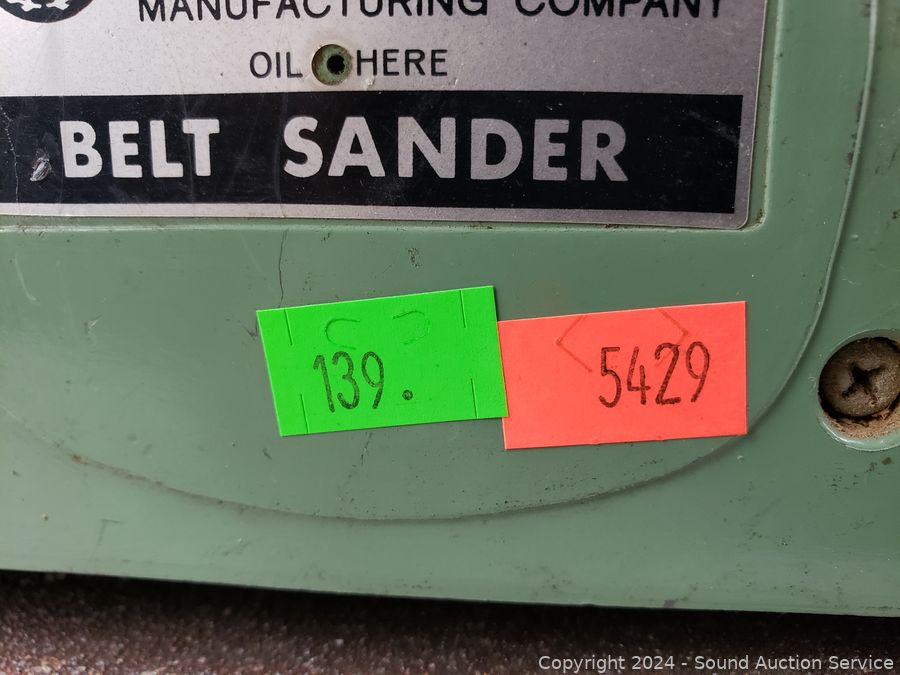 MANUFACTURING COMPANY
OIL HERE
BELT SANDER
139.
5429
Copyright 2024 - Sound Auction Service